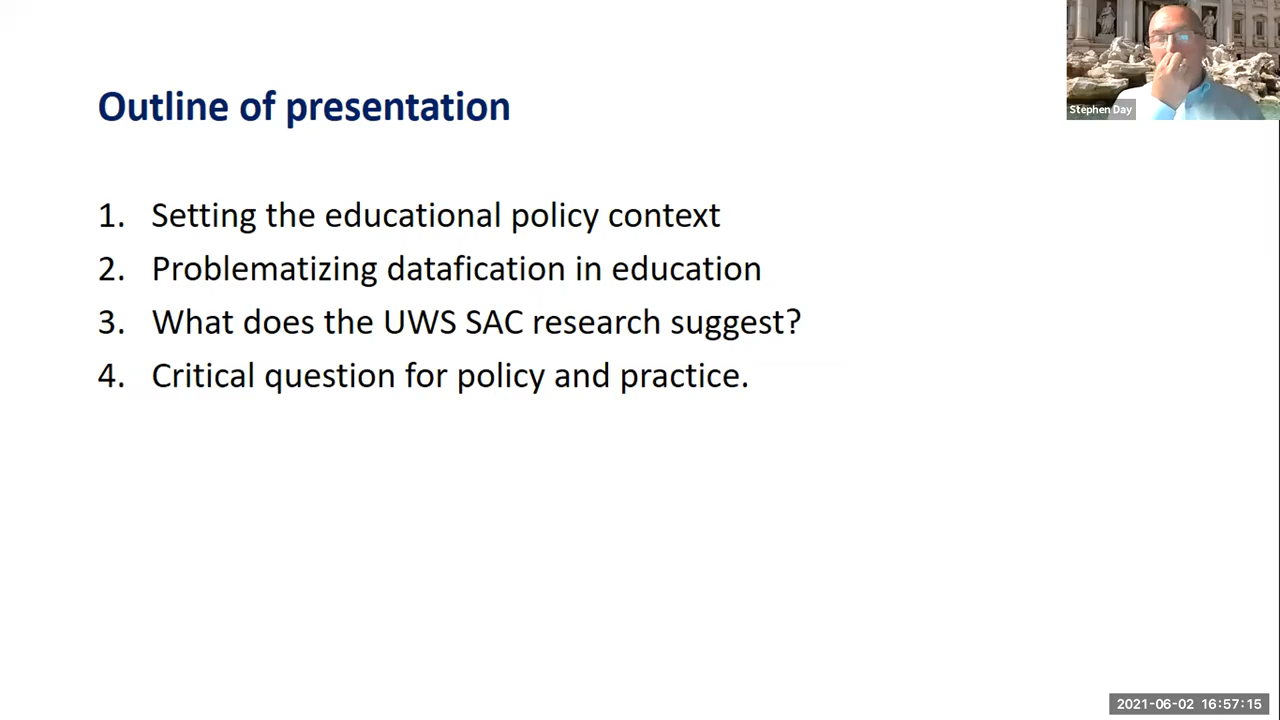 Outline of presentation
Stephen Day
1. Setting the educational policy context
2. Problematizing datafication in education
3. What does the UWS SAC research suggest?
4. Critical question for policy and practice.
2021-06-02 16:57:15